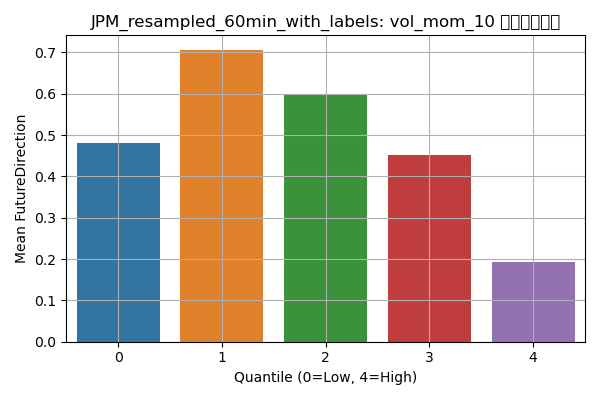 JPM_resampled_60min_with_labels: vol_mom_10
Mean FutureDirection
0.7
0.6
0.5
0.4
0.3
0.2
0.1
0.0
0 1 2 3 4
Quantile (0=Low, 4=High)